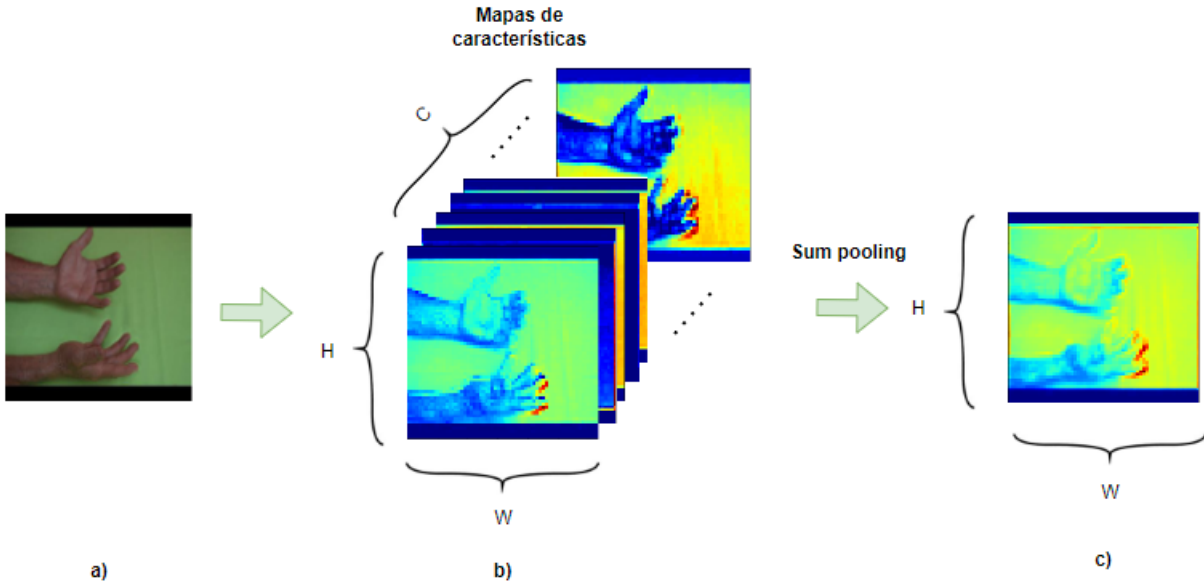 Mapas de
características
C
Sum pooling
H
H
W
W
a)
b)
c)